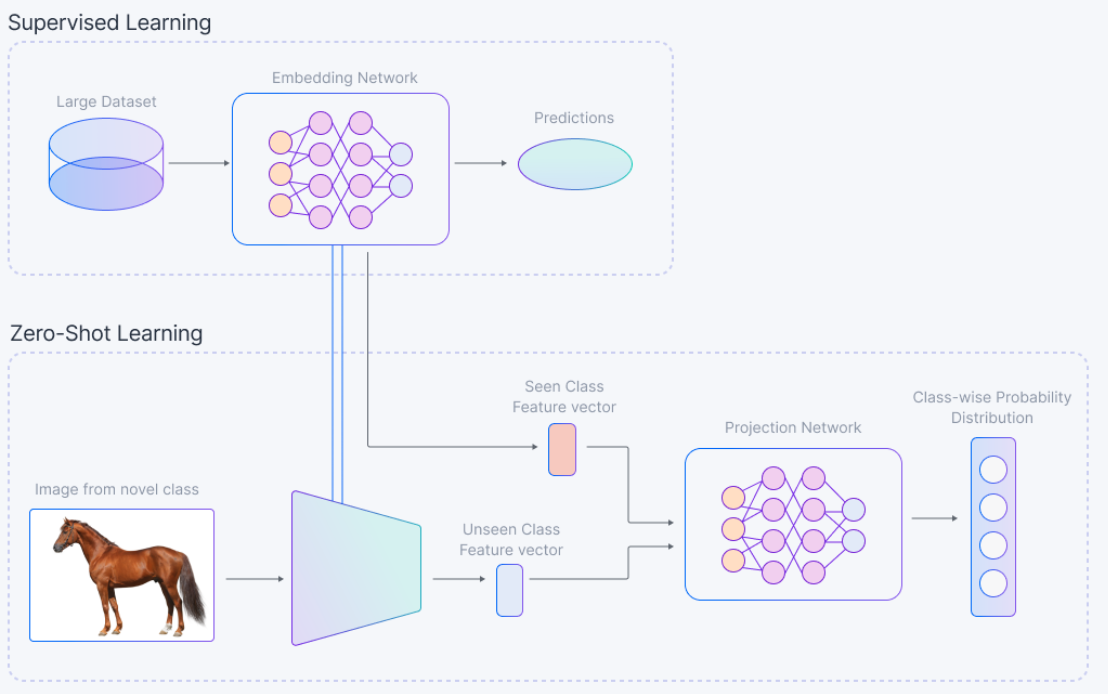 Supervised Learning
Embedding Network
Large Dataset
Predictions
Zero-Shot Learning
Seen Class
Feature vector
Class-wise Probability
Distribution
Projection Network
Image from novel class
Unseen Class
Feature vector